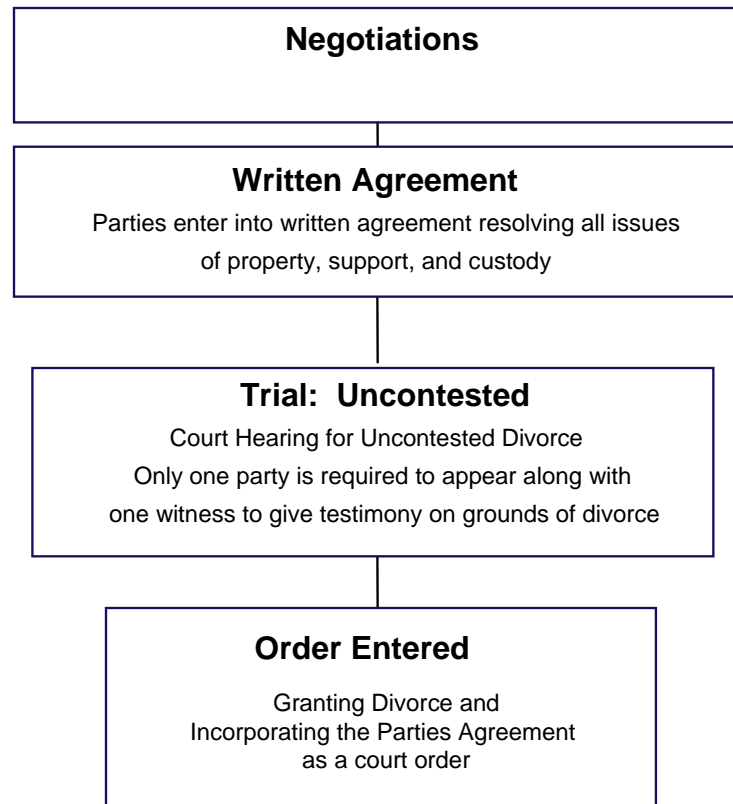 Negotiations
Written Agreement
Parties enter into written agreement resolving all issues
of property, support, and custody
Trial:  Uncontested
Court Hearing for Uncontested Divorce
Only one party is required to appear along with
one witness to give testimony on grounds of divorce
Order Entered
Granting Divorce and
Incorporating the Parties Agreement
as a court order